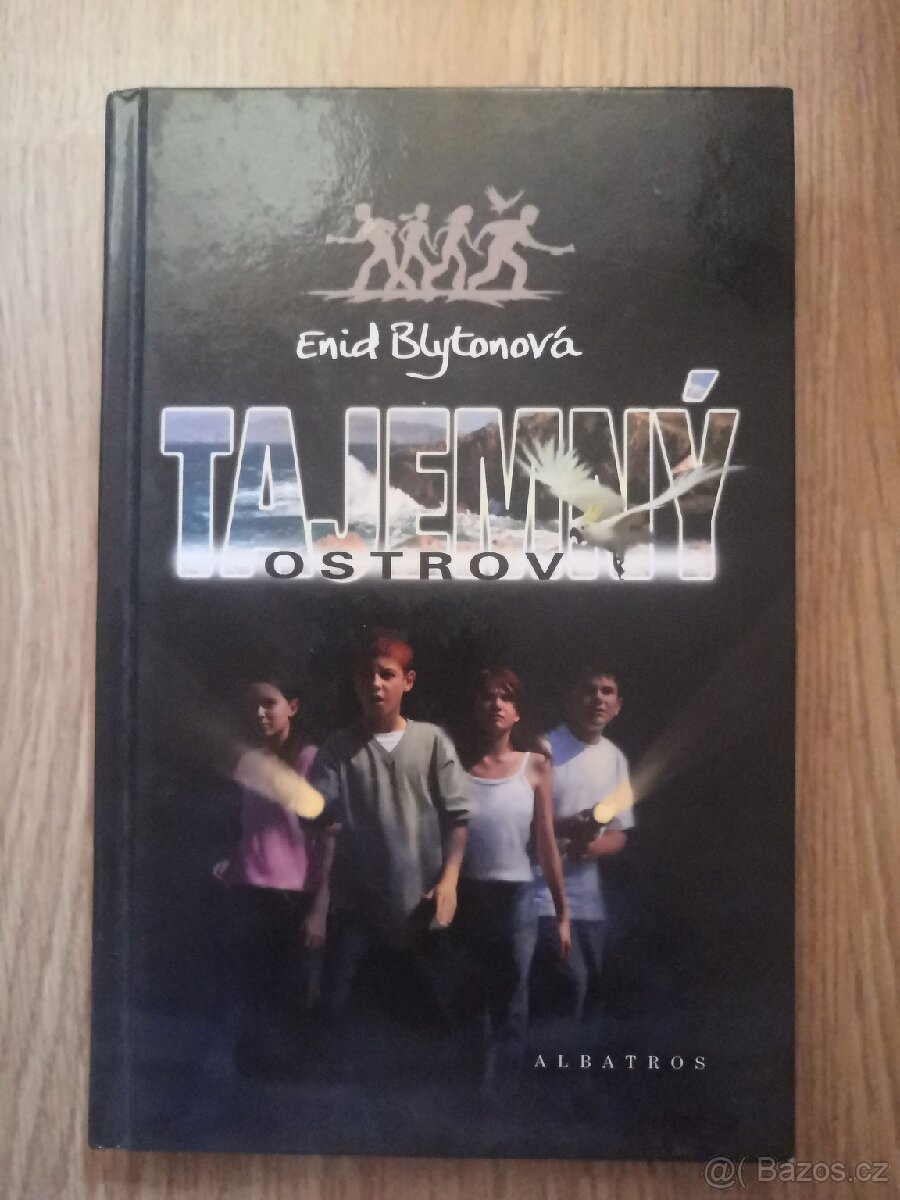 Enid Blytonová
TAJEMNÝ
OSTROV
ALBATROS
@( Bazos.cz